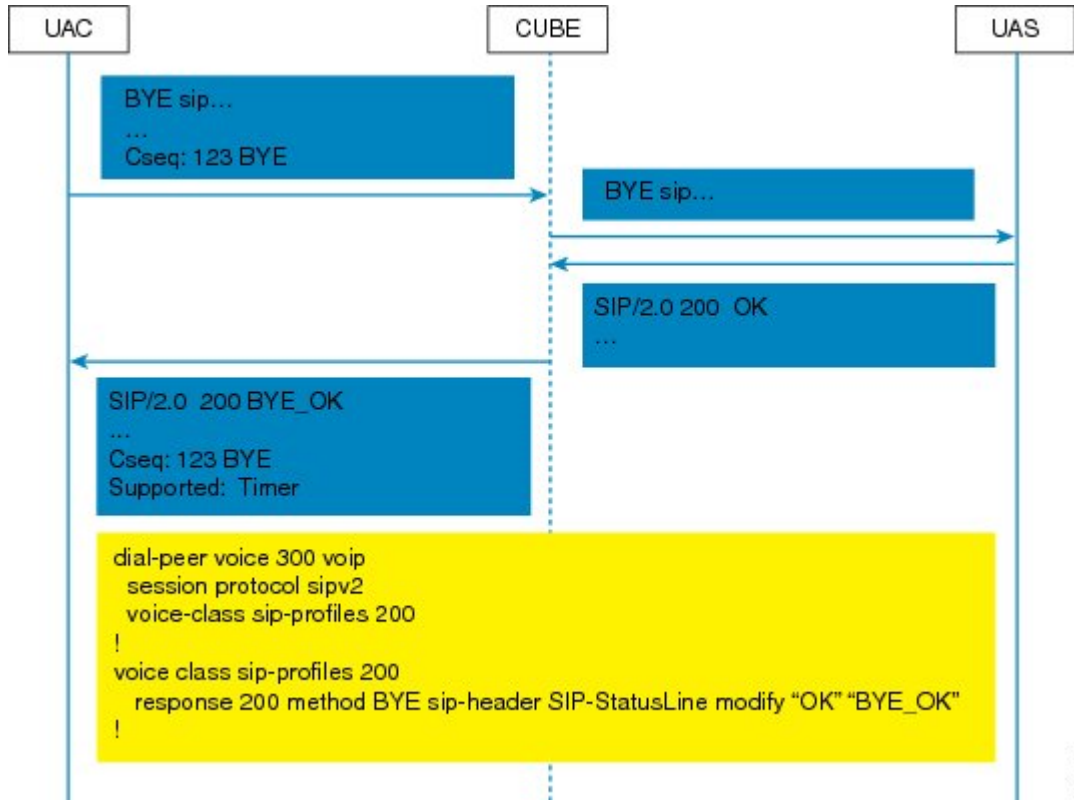 UAC
CUBE
UAS
BYE sip...
...
Cseq: 123 BYE
BYE sip...
SIP/2.0 200 OK
...
SIP/2.0 200 BYE_OK
...
Cseq: 123 BYE
Supported: Timer
dial-peer voice 300 voip
session protocol sipv2
voice-class sip-profiles 200
!
voice class sip-profiles 200
response 200 method BYE sip-header SIP-StatusLine modify “OK” “BYE_OK”
!